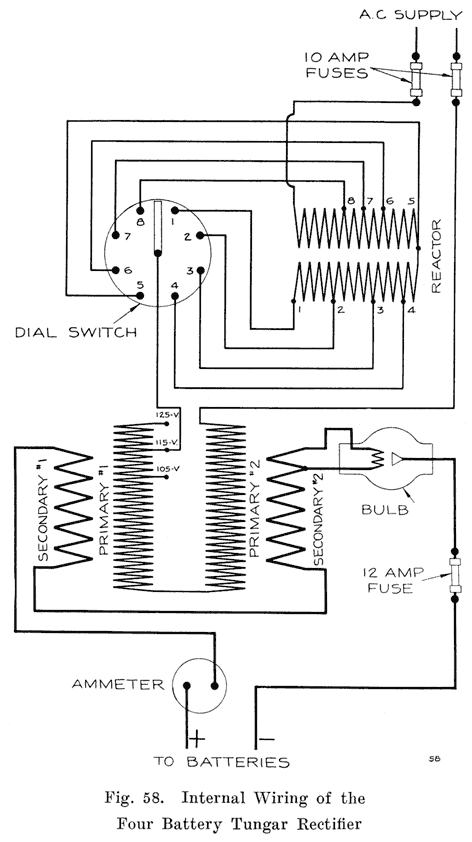 A.C SUPPLY
10 AMP
FUSES
8 7 6 5
REACTOR
8 1
7 2
6 3
5 4
1 2 3 4
DIAL SWITCH
125-V
115-V
105-V
SECONDARY #1
PRIMARY #1
PRIMARY #2
SECONDARY #2
BULB
12 AMP
FUSE
AMMETER
+ −
TO BATTERIES
58
Fig. 58. Internal Wiring of the
Four Battery Tungar Rectifier